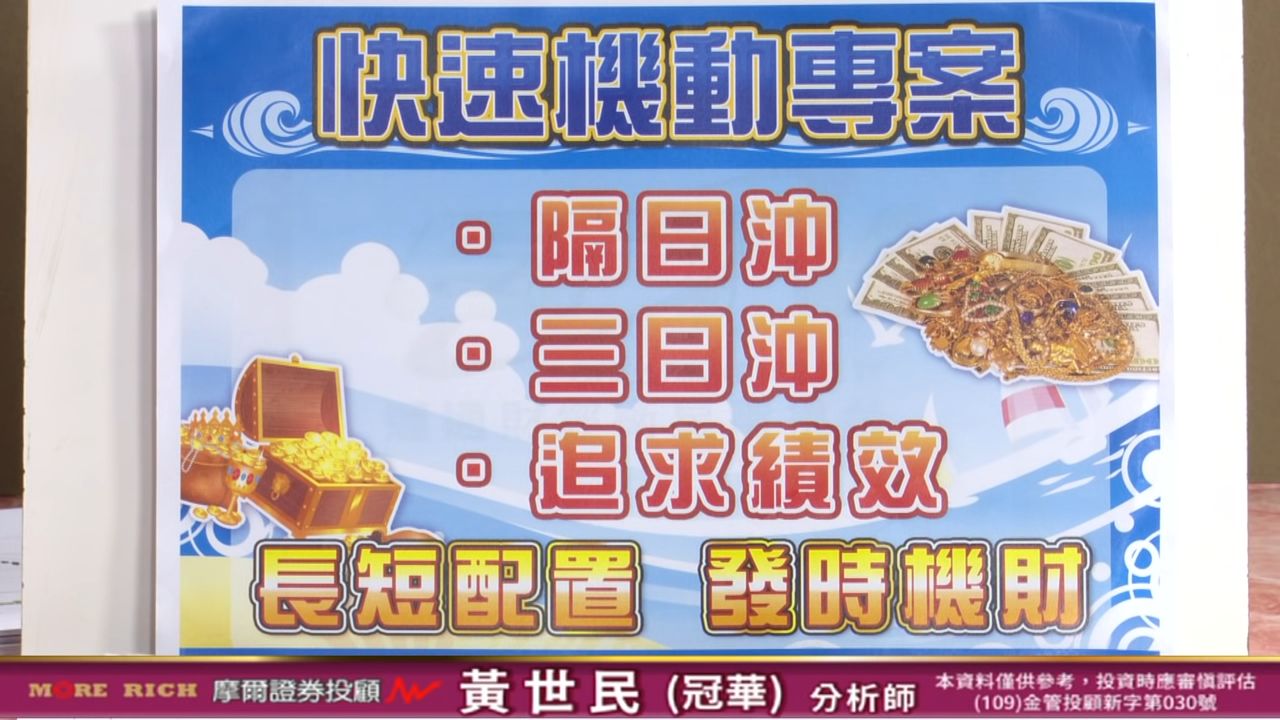 快速機動專案
隔日沖
三日沖
追求績效
長短配置 發時機財
MORE RICH 摩爾證券投顧 黃世民(冠華) 分析師
本資料僅供參考，投資時應審慎評估
(109)金管投顧新字第030號